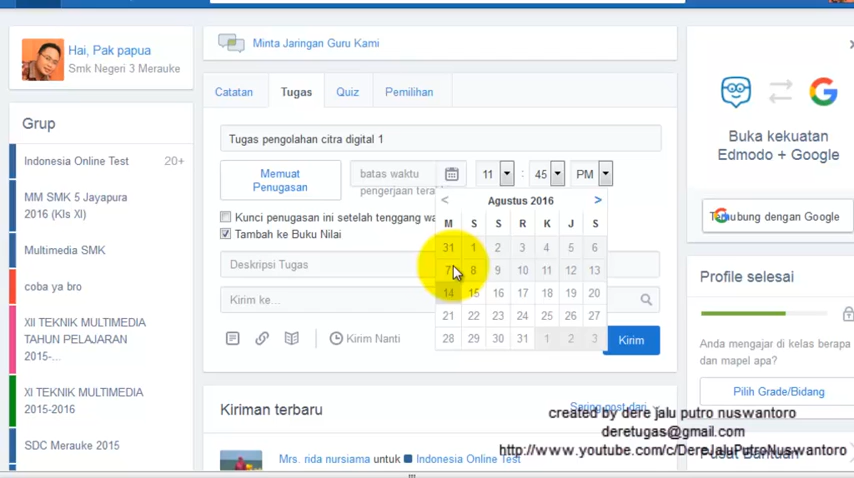 Hai, Pak papua
Smk Negeri 3 Merauke
Grup
Indonesia Online Test 20+
MM SMK 5 Jayapura
2016 (Kls XI)
Multimedia SMK
coba ya bro
XII TEKNIK MULTIMEDIA
TAHUN PELAJARAN
2015-...
XI TEKNIK MULTIMEDIA
2015-2016
SDC Merauke 2015
Minta Jaringan Guru Kami
Catatan Tugas Quiz Pemilihan
Tugas pengolahan citra digital 1
Memuat
Penugasan
batas waktu
pengerjaan tera
11 : 45 PM
Kunci penugasan ini setelah tenggang wa
Tambah ke Buku Nilai
Deskripsi Tugas
Kirim ke...
Kirim Nanti
Kirim
< Agustus 2016 >
M S S R K J S
31 1 2 3 4 5 6
7 8 9 10 11 12 13
14 15 16 17 18 19 20
21 22 23 24 25 26 27
28 29 30 31 1 2 3
Kiriman terbaru
Saring post dari
Mrs. rida nursiama untuk Indonesia Online Test
Buka kekuatan
Edmodo + Google
Terhubung dengan Google
Profile selesai
Anda mengajar di kelas berapa
dan mapel apa?
Pilih Grade/Bidang
Pusat Bantuan
created by dere jalu putro nuswantoro
deretugas@gmail.com
http://www.youtube.com/c/DereJaluPutroNuswantoro